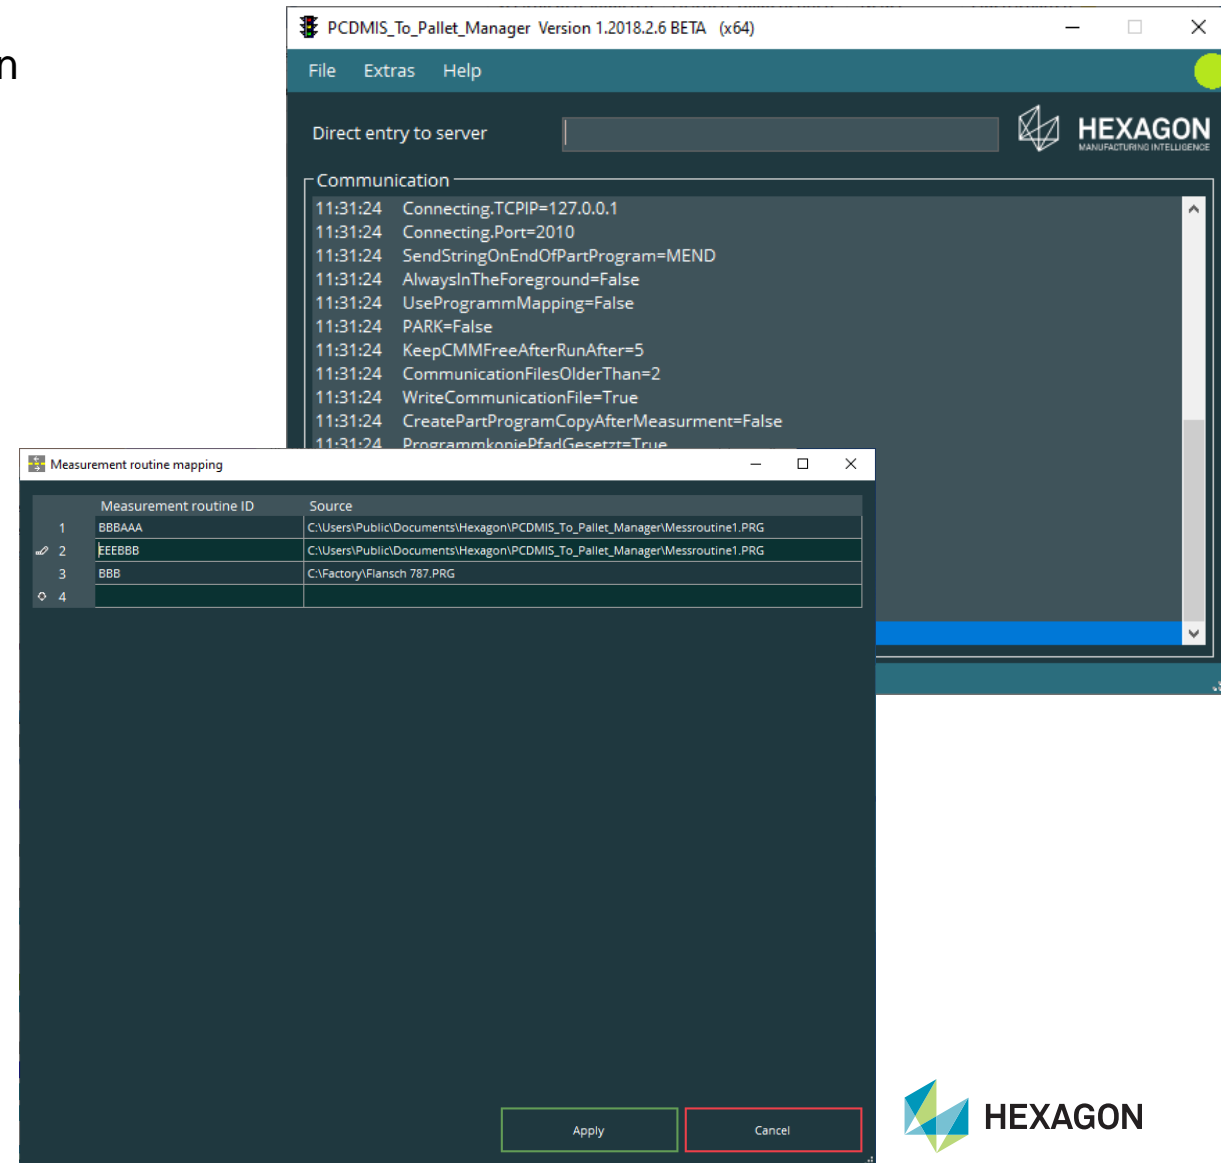 n
PCDMIS_To_Pallet_Manager Version 1.2018.2.6 BETA (x64)
File Extras Help
Direct entry to server
HEXAGON
MANUFACTURING INTELLIGENCE
Communication
11:31:24 Connecting.TCPIP=127.0.0.1
11:31:24 Connecting.Port=2010
11:31:24 SendStringOnEndOfPartProgram=MEND
11:31:24 AlwaysInTheForeground=False
11:31:24 UseProgrammMapping=False
11:31:24 PARK=False
11:31:24 KeepCMMFreeAfterRunAfter=5
11:31:24 CommunicationFilesOlderThan=2
11:31:24 WriteCommunicationFile=True
11:31:24 CreatePartProgramCopyAfterMeasurment=False
11:31:24 ProgrammkopiePfadGesetzt=True
Measurement routine mapping
Measurement routine ID Source
1 BBBAAA C:\Users\Public\Documents\Hexagon\PCDMIS_To_Pallet_Manager\Messroutine1.PRG
2 EEEBBB C:\Users\Public\Documents\Hexagon\PCDMIS_To_Pallet_Manager\Messroutine1.PRG
3 BBB C:\Factory\Flansch 787.PRG
4
Apply Cancel
HEXAGON